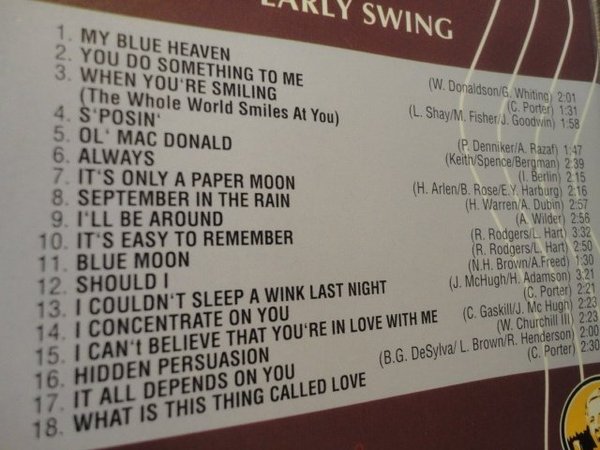 EARLY SWING
1. MY BLUE HEAVEN (W. Donaldson/G. Whiting) 2:01
2. YOU DO SOMETHING TO ME (C. Porter) 1:31
3. WHEN YOU'RE SMILING
(The Whole World Smiles At You) (L. Shay/M. Fisher/J. Goodwin) 1:58
4. S'POSIN' (P. Denniker/A. Razaf) 1:47
5. OL' MAC DONALD (Keith/Spence/Bergman) 2:39
6. ALWAYS (I. Berlin) 2:15
7. IT'S ONLY A PAPER MOON (H. Arlen/B. Rose/E.Y. Harburg) 2:16
8. SEPTEMBER IN THE RAIN (H. Warren/A. Dubin) 2:57
9. I'LL BE AROUND (A. Wilder) 2:56
10. IT'S EASY TO REMEMBER (R. Rodgers/L. Hart) 3:32
11. BLUE MOON (R. Rodgers/L. Hart) 2:50
12. SHOULD I (N.H. Brown/A.Freed) 1:30
13. I COULDN'T SLEEP A WINK LAST NIGHT (J. McHugh/H. Adamson) 3:21
14. I CONCENTRATE ON YOU (C. Porter) 2:21
15. I CAN't BELIEVE THAT YOU'RE IN LOVE WITH ME (C. Gaskill/J. Mc Hugh) 2:23
16. HIDDEN PERSUASION (W. Churchill III) 2:23
17. IT ALL DEPENDS ON YOU (B.G. DeSylva/ L. Brown/R. Henderson) 2:00
18. WHAT IS THIS THING CALLED LOVE (C. Porter) 2:30